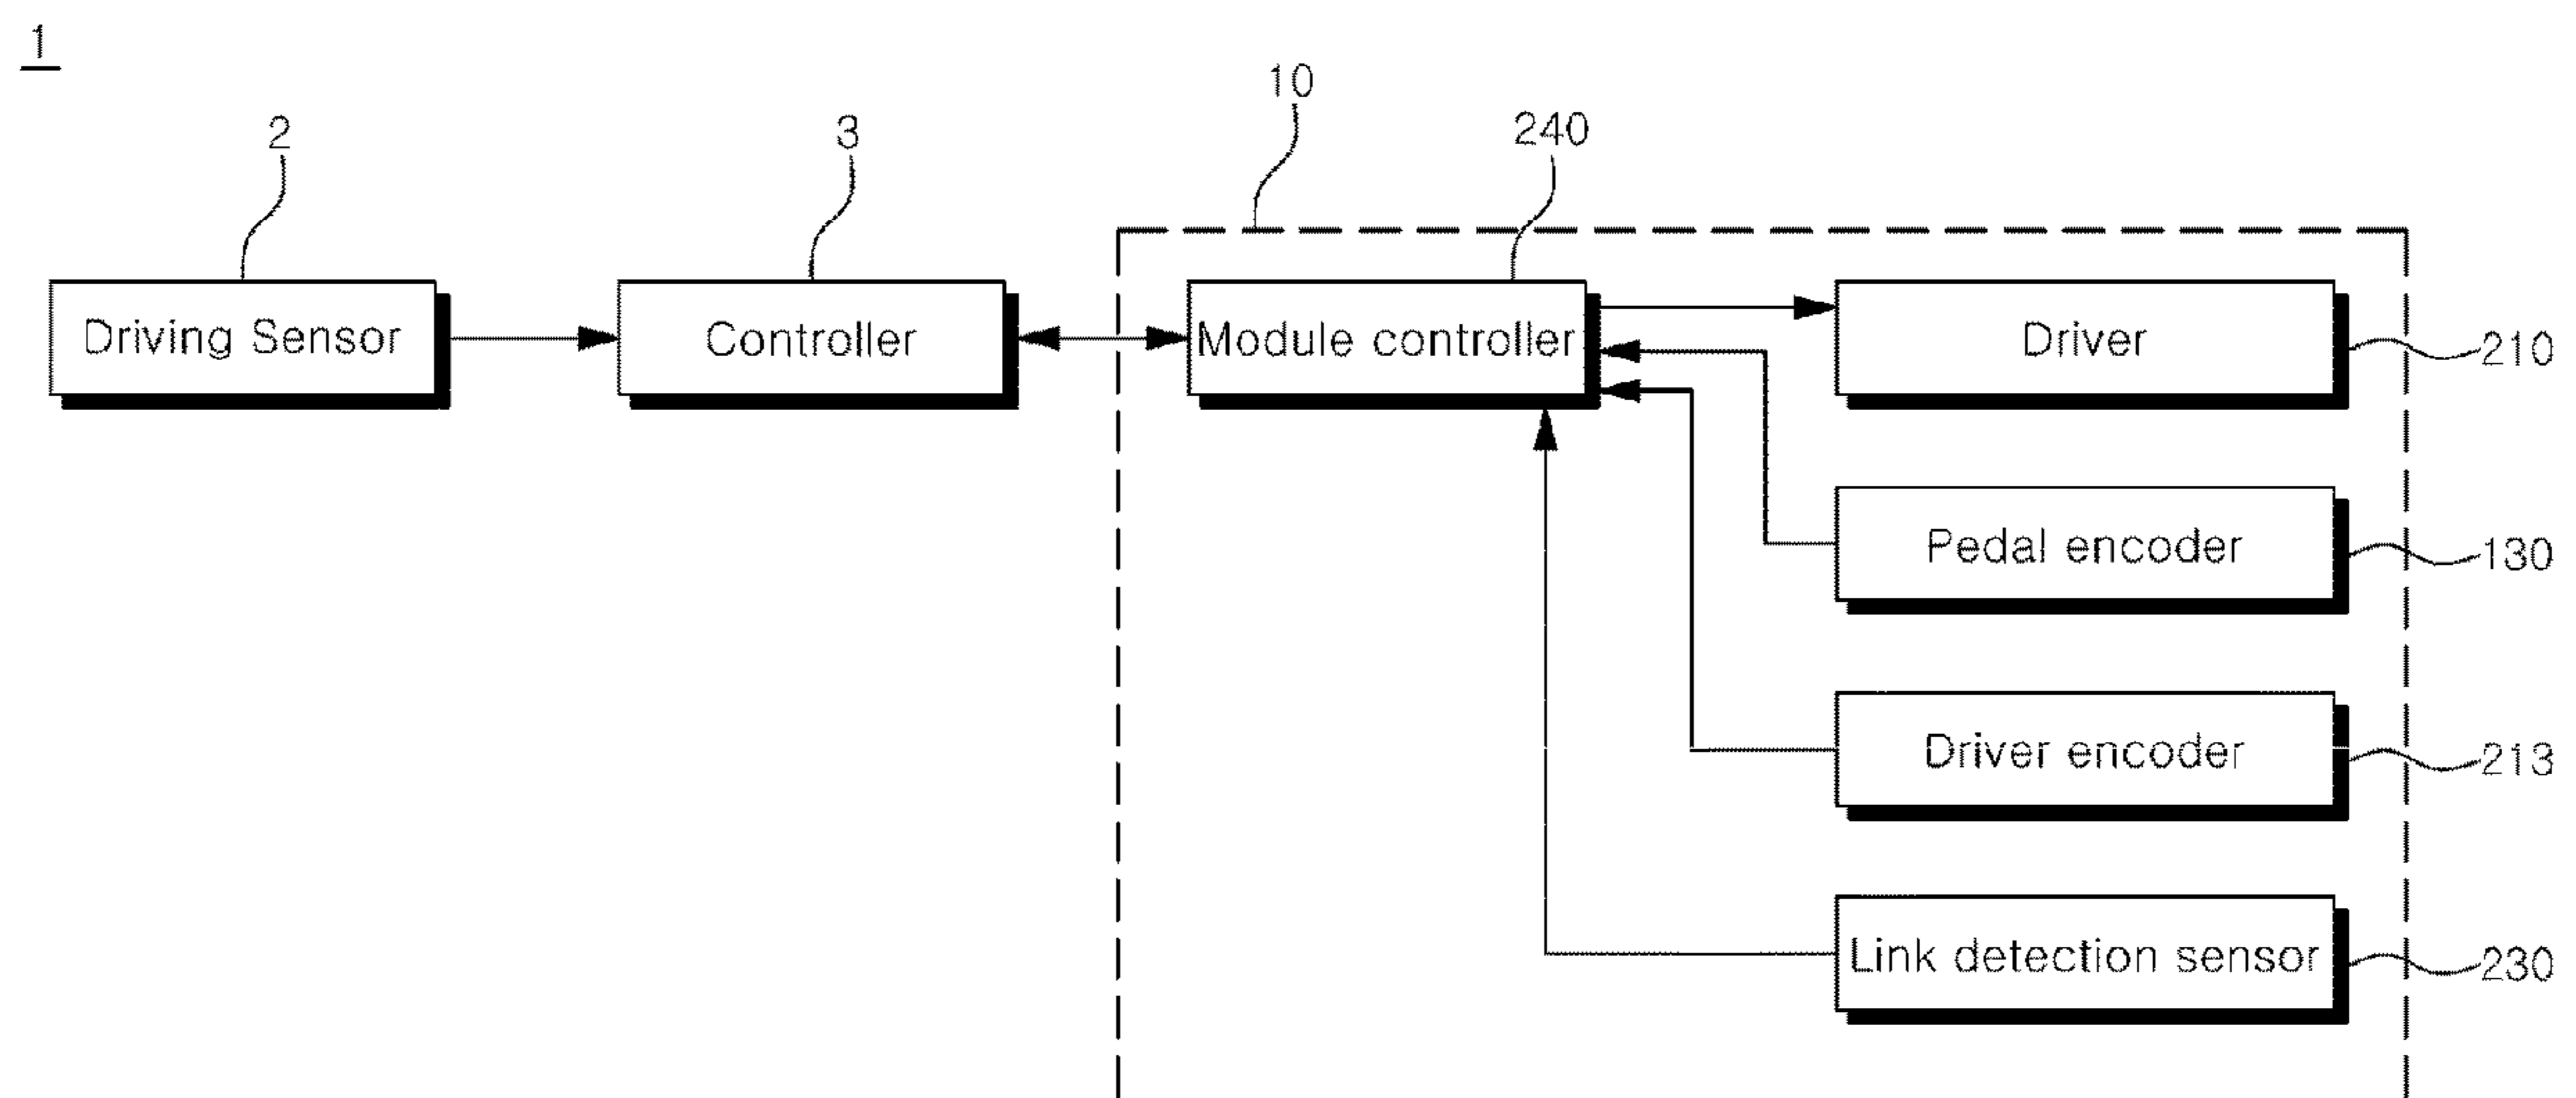 1
10
2
3
240
Driving Sensor
Controller
Module controller
Driver
210
Pedal encoder
130
Driver encoder
213
Link detection sensor
230